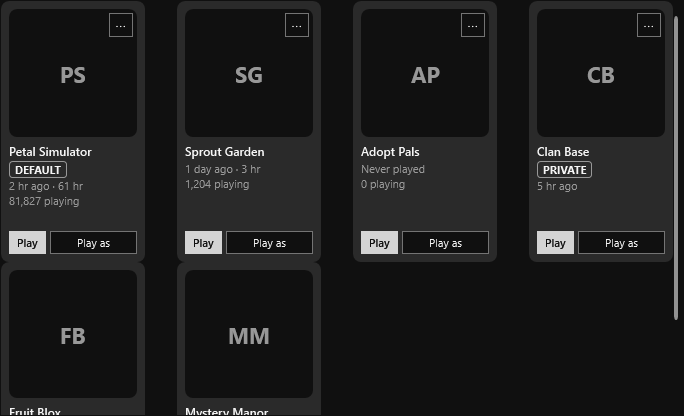 ...
PS
Petal Simulator
DEFAULT
2 hr ago · 61 hr
81,827 playing
Play
Play as
...
SG
Sprout Garden
1 day ago · 3 hr
1,204 playing
Play
Play as
...
AP
Adopt Pals
Never played
0 playing
Play
Play as
...
CB
Clan Base
PRIVATE
5 hr ago
Play
Play as
FB
Fruit Blox
MM
Mystery Manor